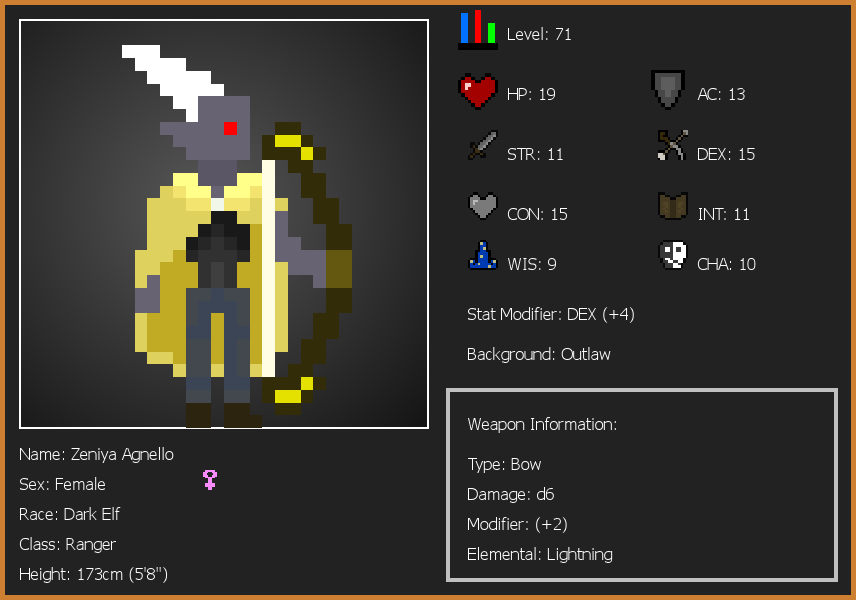 Level: 71
HP: 19
AC: 13
STR: 11
DEX: 15
CON: 15
INT: 11
WIS: 9
CHA: 10
Stat Modifier: DEX (+4)
Background: Outlaw
Weapon Information:
Type: Bow
Damage: d6
Modifier: (+2)
Elemental: Lightning
Name: Zeniya Agnello
Sex: Female
Race: Dark Elf
Class: Ranger
Height: 173cm (5'8")